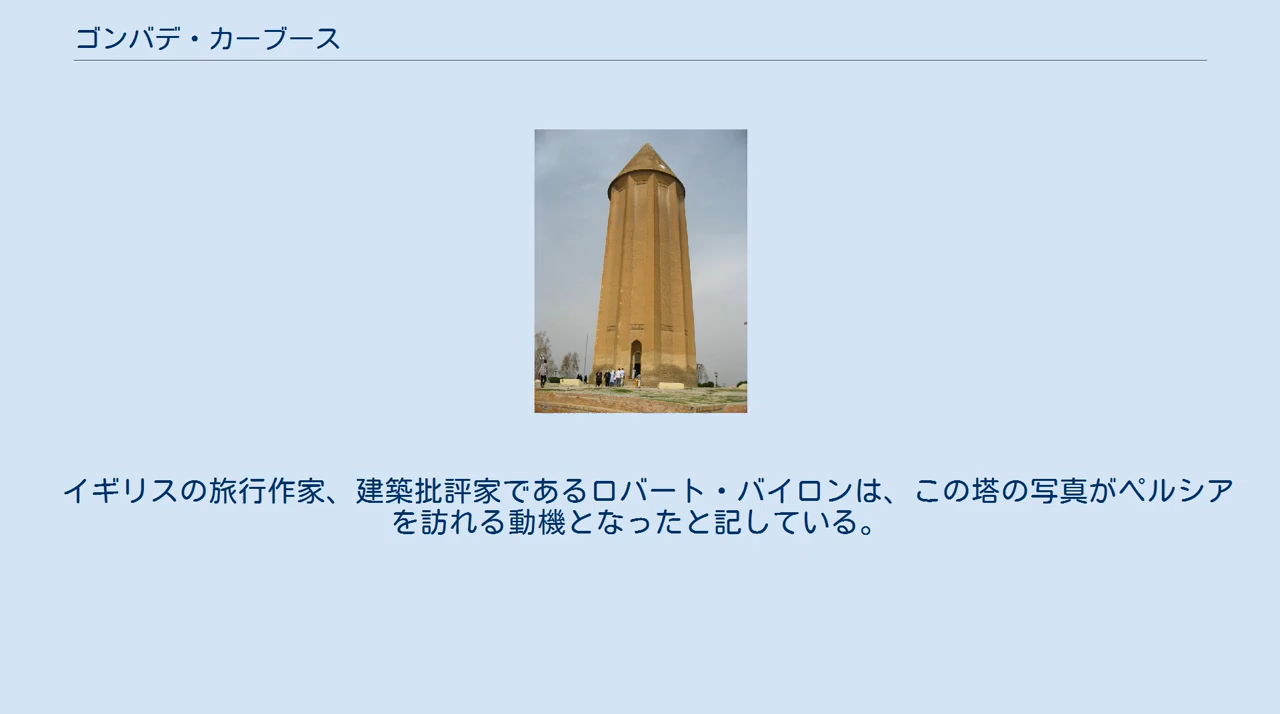 ゴンバデ・カーブース
イギリスの旅行作家、建築批評家であるロバート・バイロンは、この塔の写真がペルシア
を訪れる動機となったと記している。